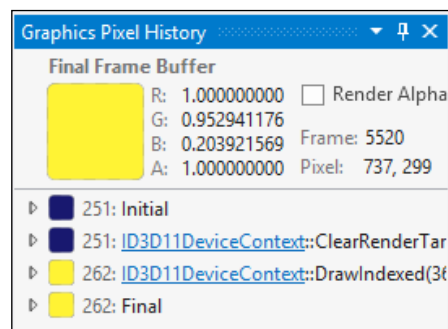 Graphics Pixel History
Final Frame Buffer
R: 1.000000000 Render Alpha
G: 0.952941176
B: 0.203921569 Frame: 5520
A: 1.000000000 Pixel: 737, 299
251: Initial
251: ID3D11DeviceContext::ClearRenderTar
262: ID3D11DeviceContext::DrawIndexed(36
262: Final